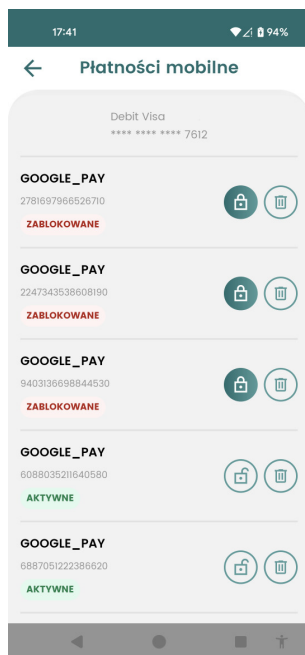 17:41
94%
Płatności mobilne
Debit Visa
**** **** **** 7612
GOOGLE_PAY
2781697966526710
ZABLOKOWANE
GOOGLE_PAY
2247343538608190
ZABLOKOWANE
GOOGLE_PAY
9403136698844530
ZABLOKOWANE
GOOGLE_PAY
6088035211640580
AKTYWNE
GOOGLE_PAY
6887051222386620
AKTYWNE